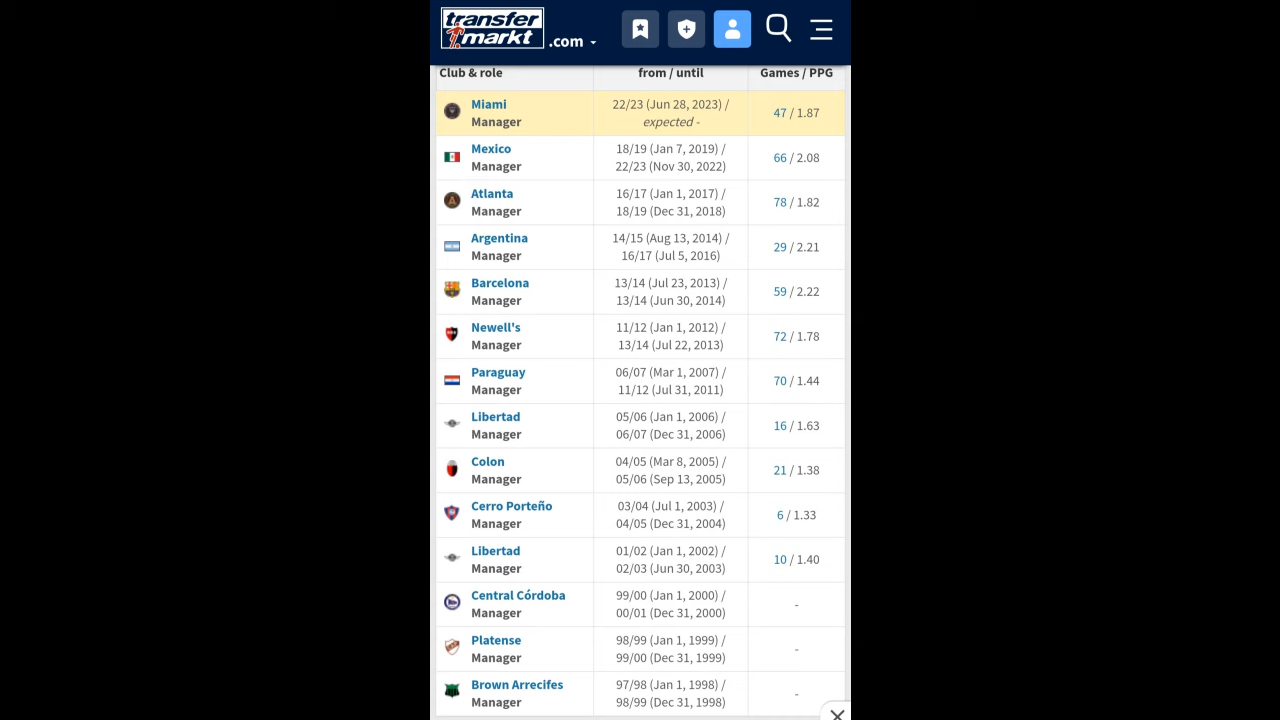 transfer
markt
.com
Club & role from / until Games / PPG
Miami 22/23 (Jun 28, 2023) / 47 / 1.87
Manager expected -
Mexico 18/19 (Jan 7, 2019) / 66 / 2.08
Manager 22/23 (Nov 30, 2022)
Atlanta 16/17 (Jan 1, 2017) / 78 / 1.82
Manager 18/19 (Dec 31, 2018)
Argentina 14/15 (Aug 13, 2014) / 29 / 2.21
Manager 16/17 (Jul 5, 2016)
Barcelona 13/14 (Jul 23, 2013) / 59 / 2.22
Manager 13/14 (Jun 30, 2014)
Newell's 11/12 (Jan 1, 2012) / 72 / 1.78
Manager 13/14 (Jul 22, 2013)
Paraguay 06/07 (Mar 1, 2007) / 70 / 1.44
Manager 11/12 (Jul 31, 2011)
Libertad 05/06 (Jan 1, 2006) / 16 / 1.63
Manager 06/07 (Dec 31, 2006)
Colon 04/05 (Mar 8, 2005) / 21 / 1.38
Manager 05/06 (Sep 13, 2005)
Cerro Porteño 03/04 (Jul 1, 2003) / 6 / 1.33
Manager 04/05 (Dec 31, 2004)
Libertad 01/02 (Jan 1, 2002) / 10 / 1.40
Manager 02/03 (Jun 30, 2003)
Central Córdoba 99/00 (Jan 1, 2000) / -
Manager 00/01 (Dec 31, 2000)
Platense 98/99 (Jan 1, 1999) / -
Manager 99/00 (Dec 31, 1999)
Brown Arrecifes 97/98 (Jan 1, 1998) / -
Manager 98/99 (Dec 31, 1998)